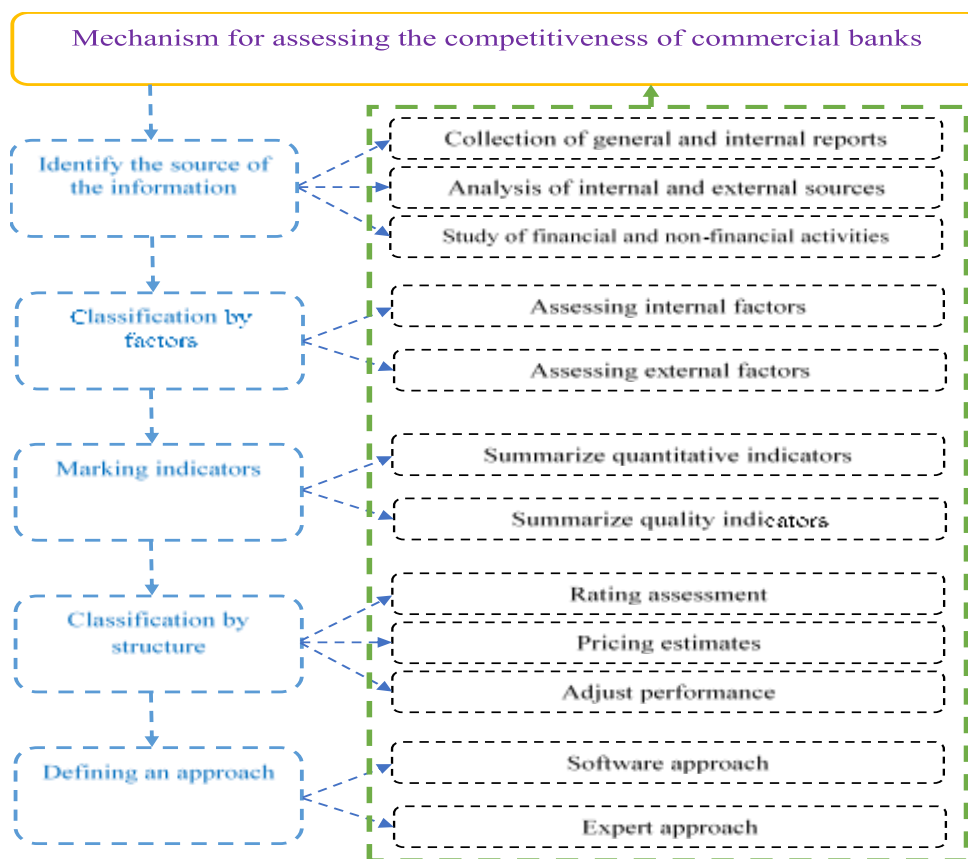 Mechanism for assessing the competitiveness of commercial banks
Identify the source of
the information
Collection of general and internal reports
Analysis of internal and external sources
Study of financial and non-financial activities
Classification by
factors
Assessing internal factors
Assessing external factors
Marking indicators
Summarize quantitative indicators
Summarize quality indicators
Classification by
structure
Rating assessment
Pricing estimates
Adjust performance
Defining an approach
Software approach
Expert approach